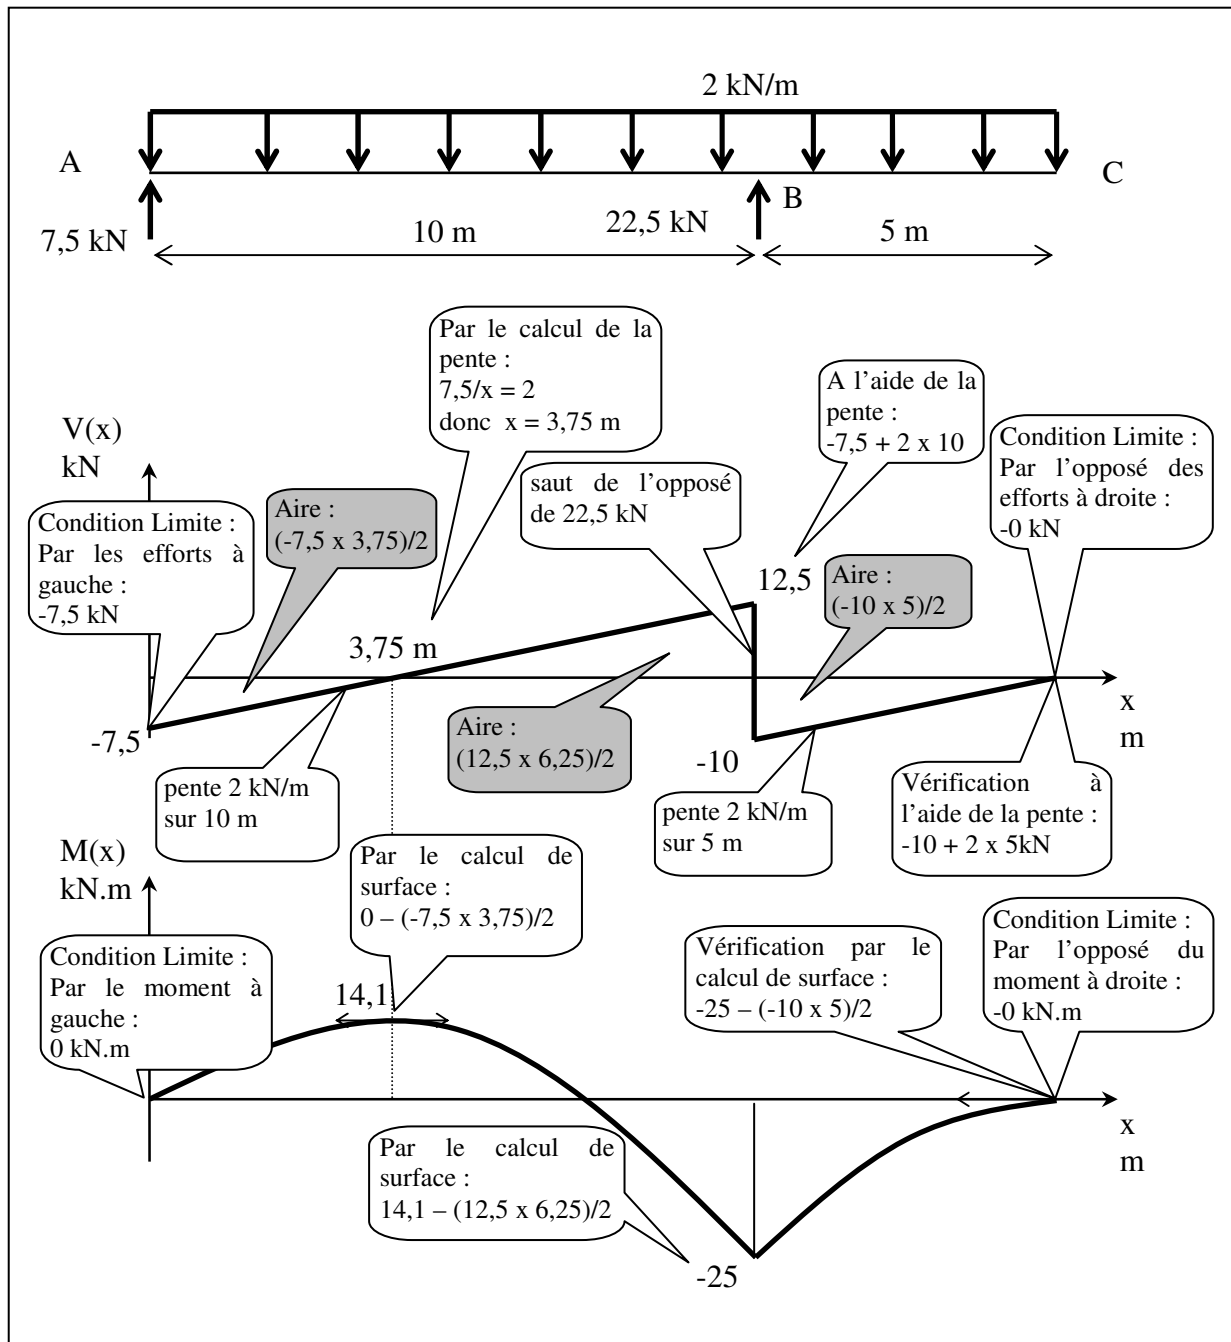 2 kN/m
A
C
B
7,5 kN
10 m
22,5 kN
5 m
Par le calcul de la
pente :
7,5/x = 2
donc x = 3,75 m
A l’aide de la
pente :
-7,5 + 2 x 10
V(x)
kN
Condition Limite :
Par l’opposé des
efforts à droite :
-0 kN
saut de l’opposé
de 22,5 kN
Condition Limite :
Par les efforts à
gauche :
-7,5 kN
Aire :
(-7,5 x 3,75)/2
12,5
Aire :
(-10 x 5)/2
3,75 m
x
m
-7,5
Aire :
(12,5 x 6,25)/2
-10
pente 2 kN/m
sur 10 m
pente 2 kN/m
sur 5 m
Vérification à
l’aide de la pente :
-10 + 2 x 5kN
M(x)
kN.m
Par le calcul de
surface :
0 – (-7,5 x 3,75)/2
Condition Limite :
Par le moment à
gauche :
0 kN.m
14,1
Vérification par le
calcul de surface :
-25 – (-10 x 5)/2
Condition Limite :
Par l’opposé du
moment à droite :
-0 kN.m
x
m
Par le calcul de
surface :
14,1 – (12,5 x 6,25)/2
-25